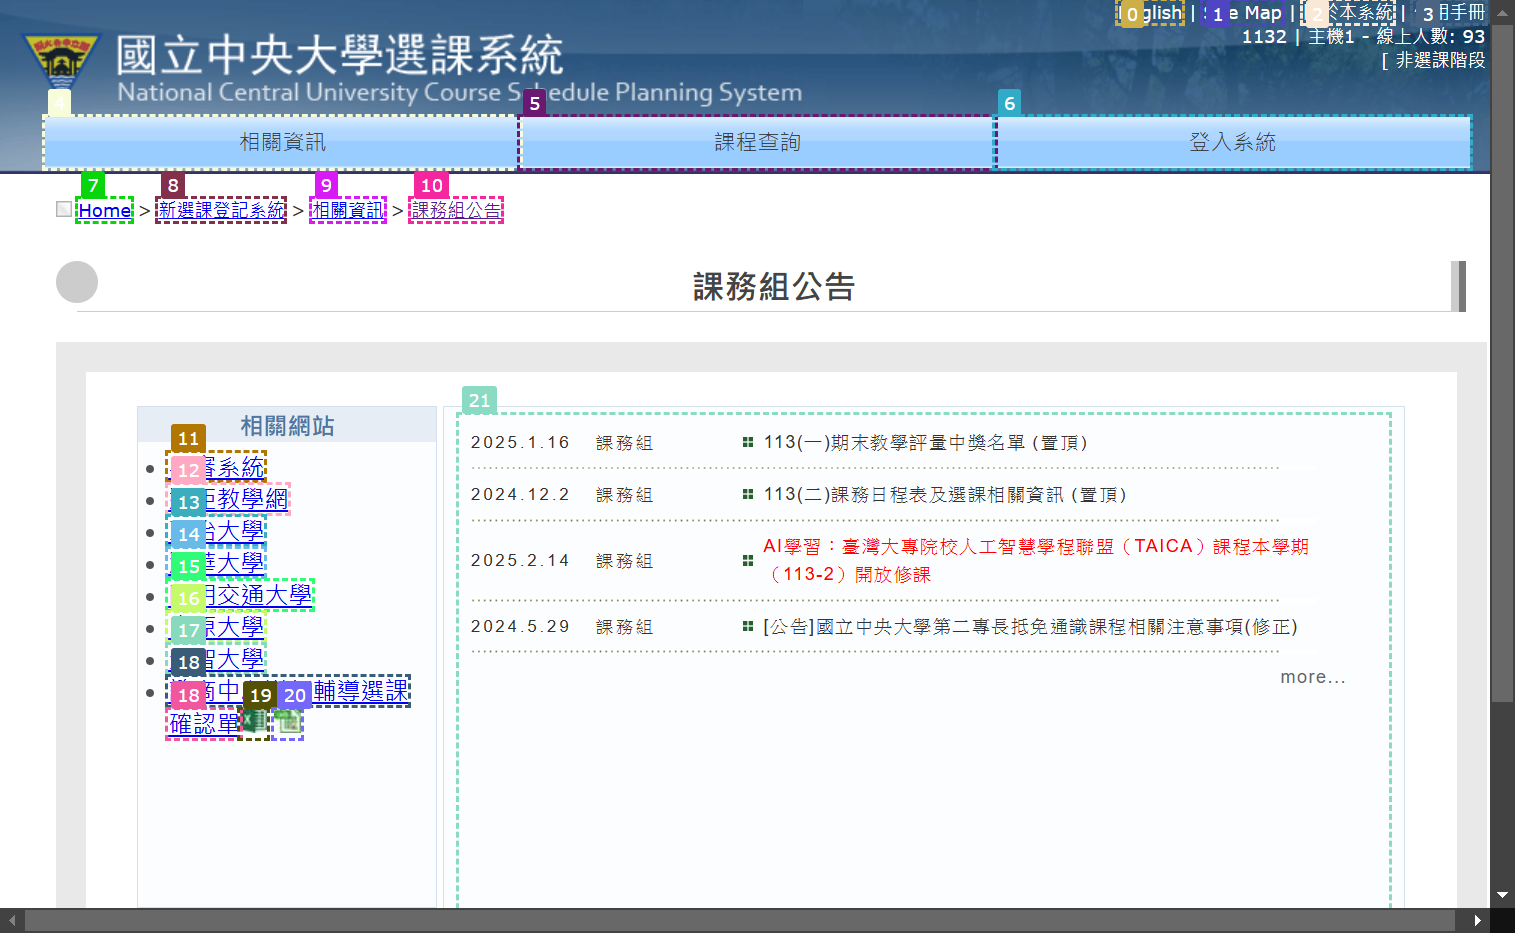 English | Site Map | 於本系統 | 用手冊
1132 | 主機1 - 線上人數: 93
[ 非選課階段
國立中央大學選課系統
National Central University Course Schedule Planning System
0
1
2
3
4
5
6
相關資訊
課程查詢
登入系統
7
8
9
10
Home > 新選課登記系統 > 相關資訊 > 課務組公告
課務組公告
相關網站
11
審系統
12
教學網
13
大學
14
大學
15
交通大學
16
大學
17
大學
18
輔導選課
18
確認單
19
20
21
2025.1.16 課務組 113(一)期末教學評量中獎名單 (置頂)
2024.12.2 課務組 113(二)課務日程表及選課相關資訊 (置頂)
2025.2.14 課務組 AI學習：臺灣大專院校人工智慧學程聯盟（TAICA）課程本學期
（113-2）開放修課
2024.5.29 課務組 [公告]國立中央大學第二專長抵免通識課程相關注意事項(修正)
more...